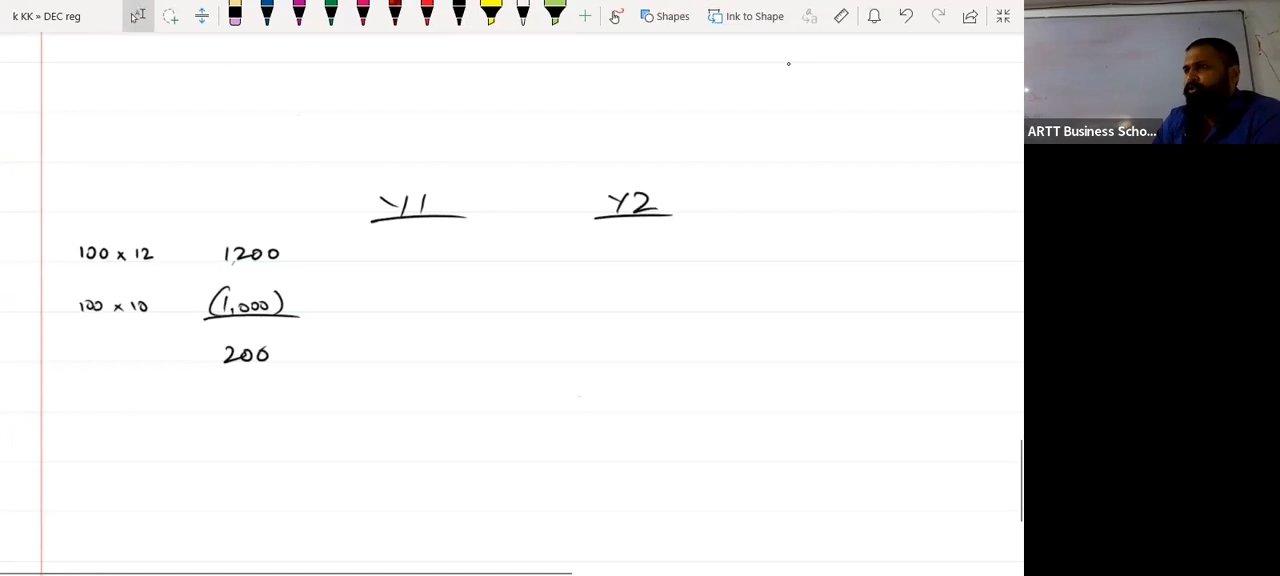 k KK » DEC reg
Shapes
Ink to Shape
ARTT Business Scho...
Y1 Y2
100 x 12 1200
100 x 10 (1,000)
200